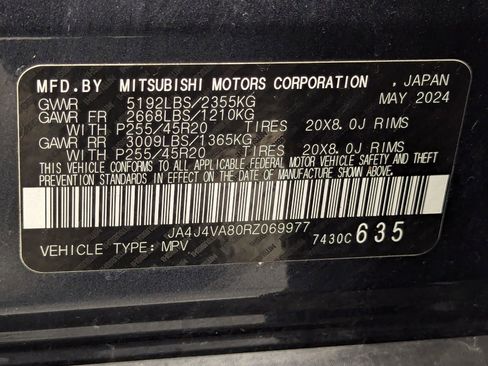 MFD.BY MITSUBISHI MOTORS CORPORATION , JAPAN
GVWR 5192LBS/2355KG MAY 2024
GAWR FR 2668LBS/1210KG
WITH P255/45R20 TIRES 20X8.0J RIMS
GAWR RR 3009LBS/1365KG
WITH P255/45R20 TIRES 20X8.0J RIMS
THIS VEHICLE CONFORMS TO ALL APPLICABLE FEDERAL MOTOR VEHICLE SAFETY AND THEFT
PREVENTION STANDARDS IN EFFECT ON THE DATE OF MANUFACTURE SHOWN ABOVE.
JA4J4VA80RZ069977
VEHICLE TYPE: MPV 7430C 635